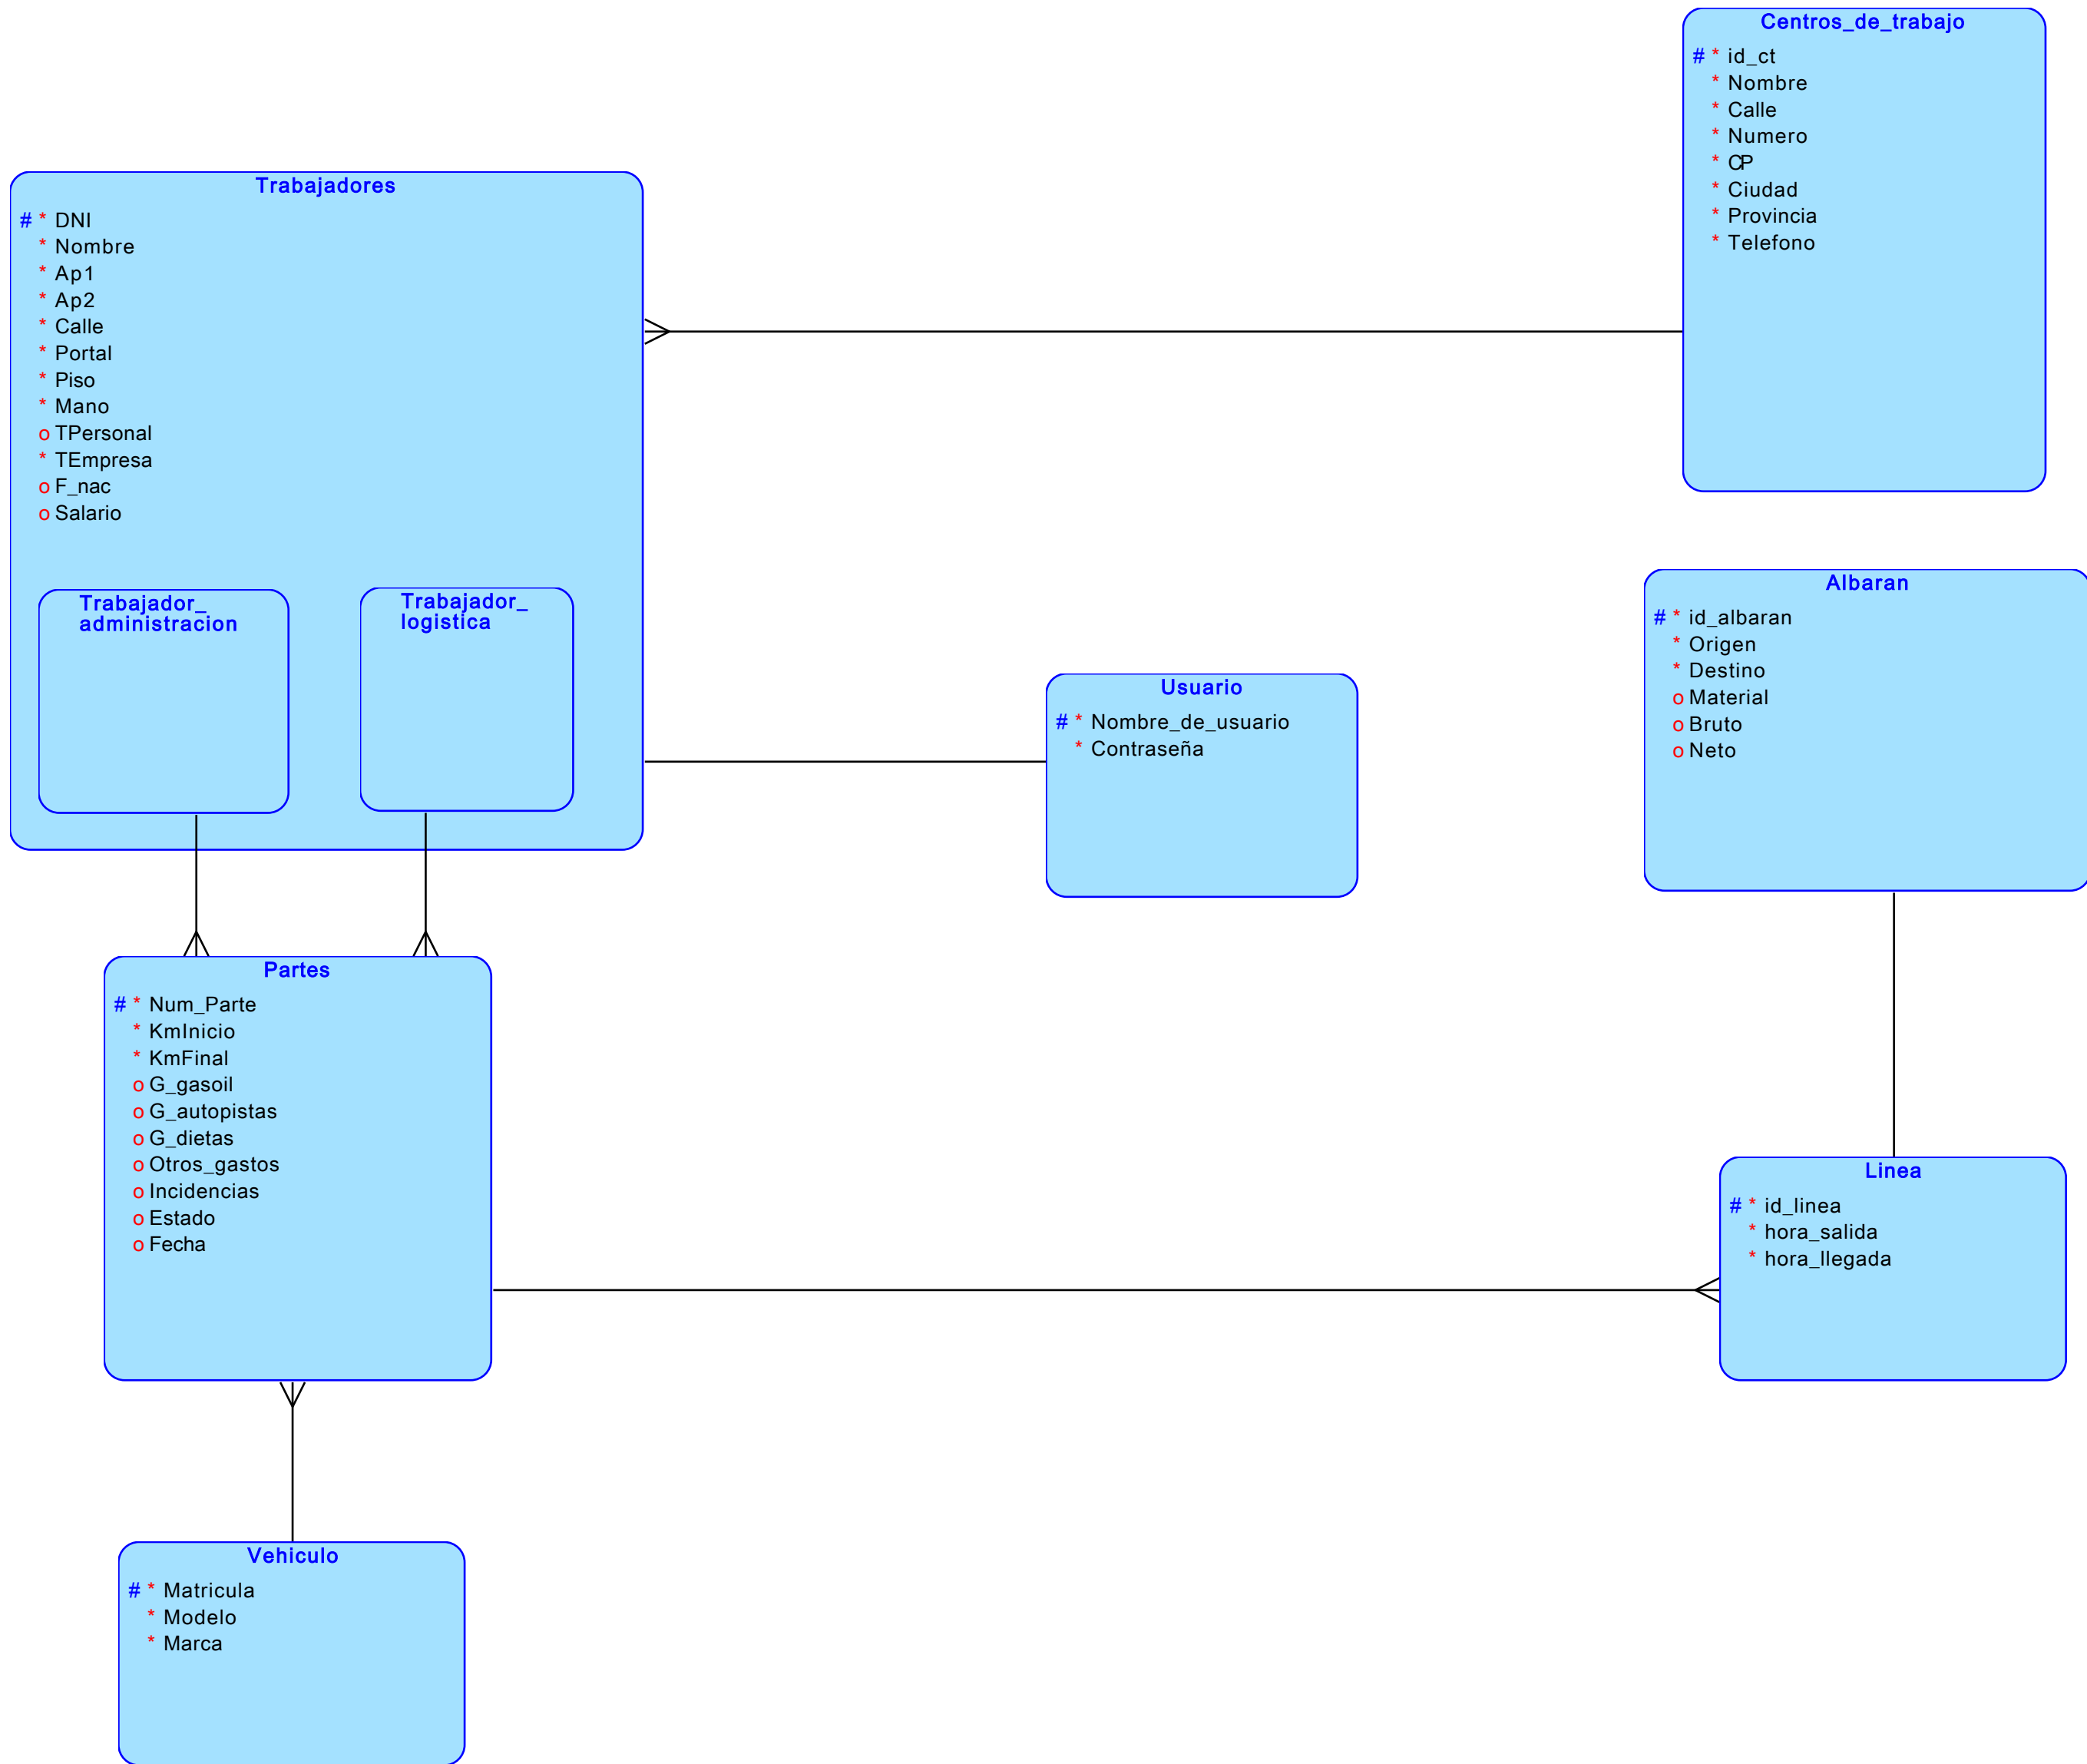 Centros_de_trabajo
# * id_ct
* Nombre
* Calle
* Numero
* CP
* Ciudad
* Provincia
* Telefono
Trabajadores
# * DNI
* Nombre
* Ap1
* Ap2
* Calle
* Portal
* Piso
* Mano
o TPersonal
* TEmpresa
o F_nac
o Salario
Trabajador_
administracion
Trabajador_
logistica
Usuario
# * Nombre_de_usuario
* Contraseña
Albaran
# * id_albaran
* Origen
* Destino
o Material
o Bruto
o Neto
Partes
# * Num_Parte
* KmInicio
* KmFinal
o G_gasoil
o G_autopistas
o G_dietas
o Otros_gastos
o Incidencias
o Estado
o Fecha
Linea
# * id_linea
* hora_salida
* hora_llegada
Vehiculo
# * Matricula
* Modelo
* Marca